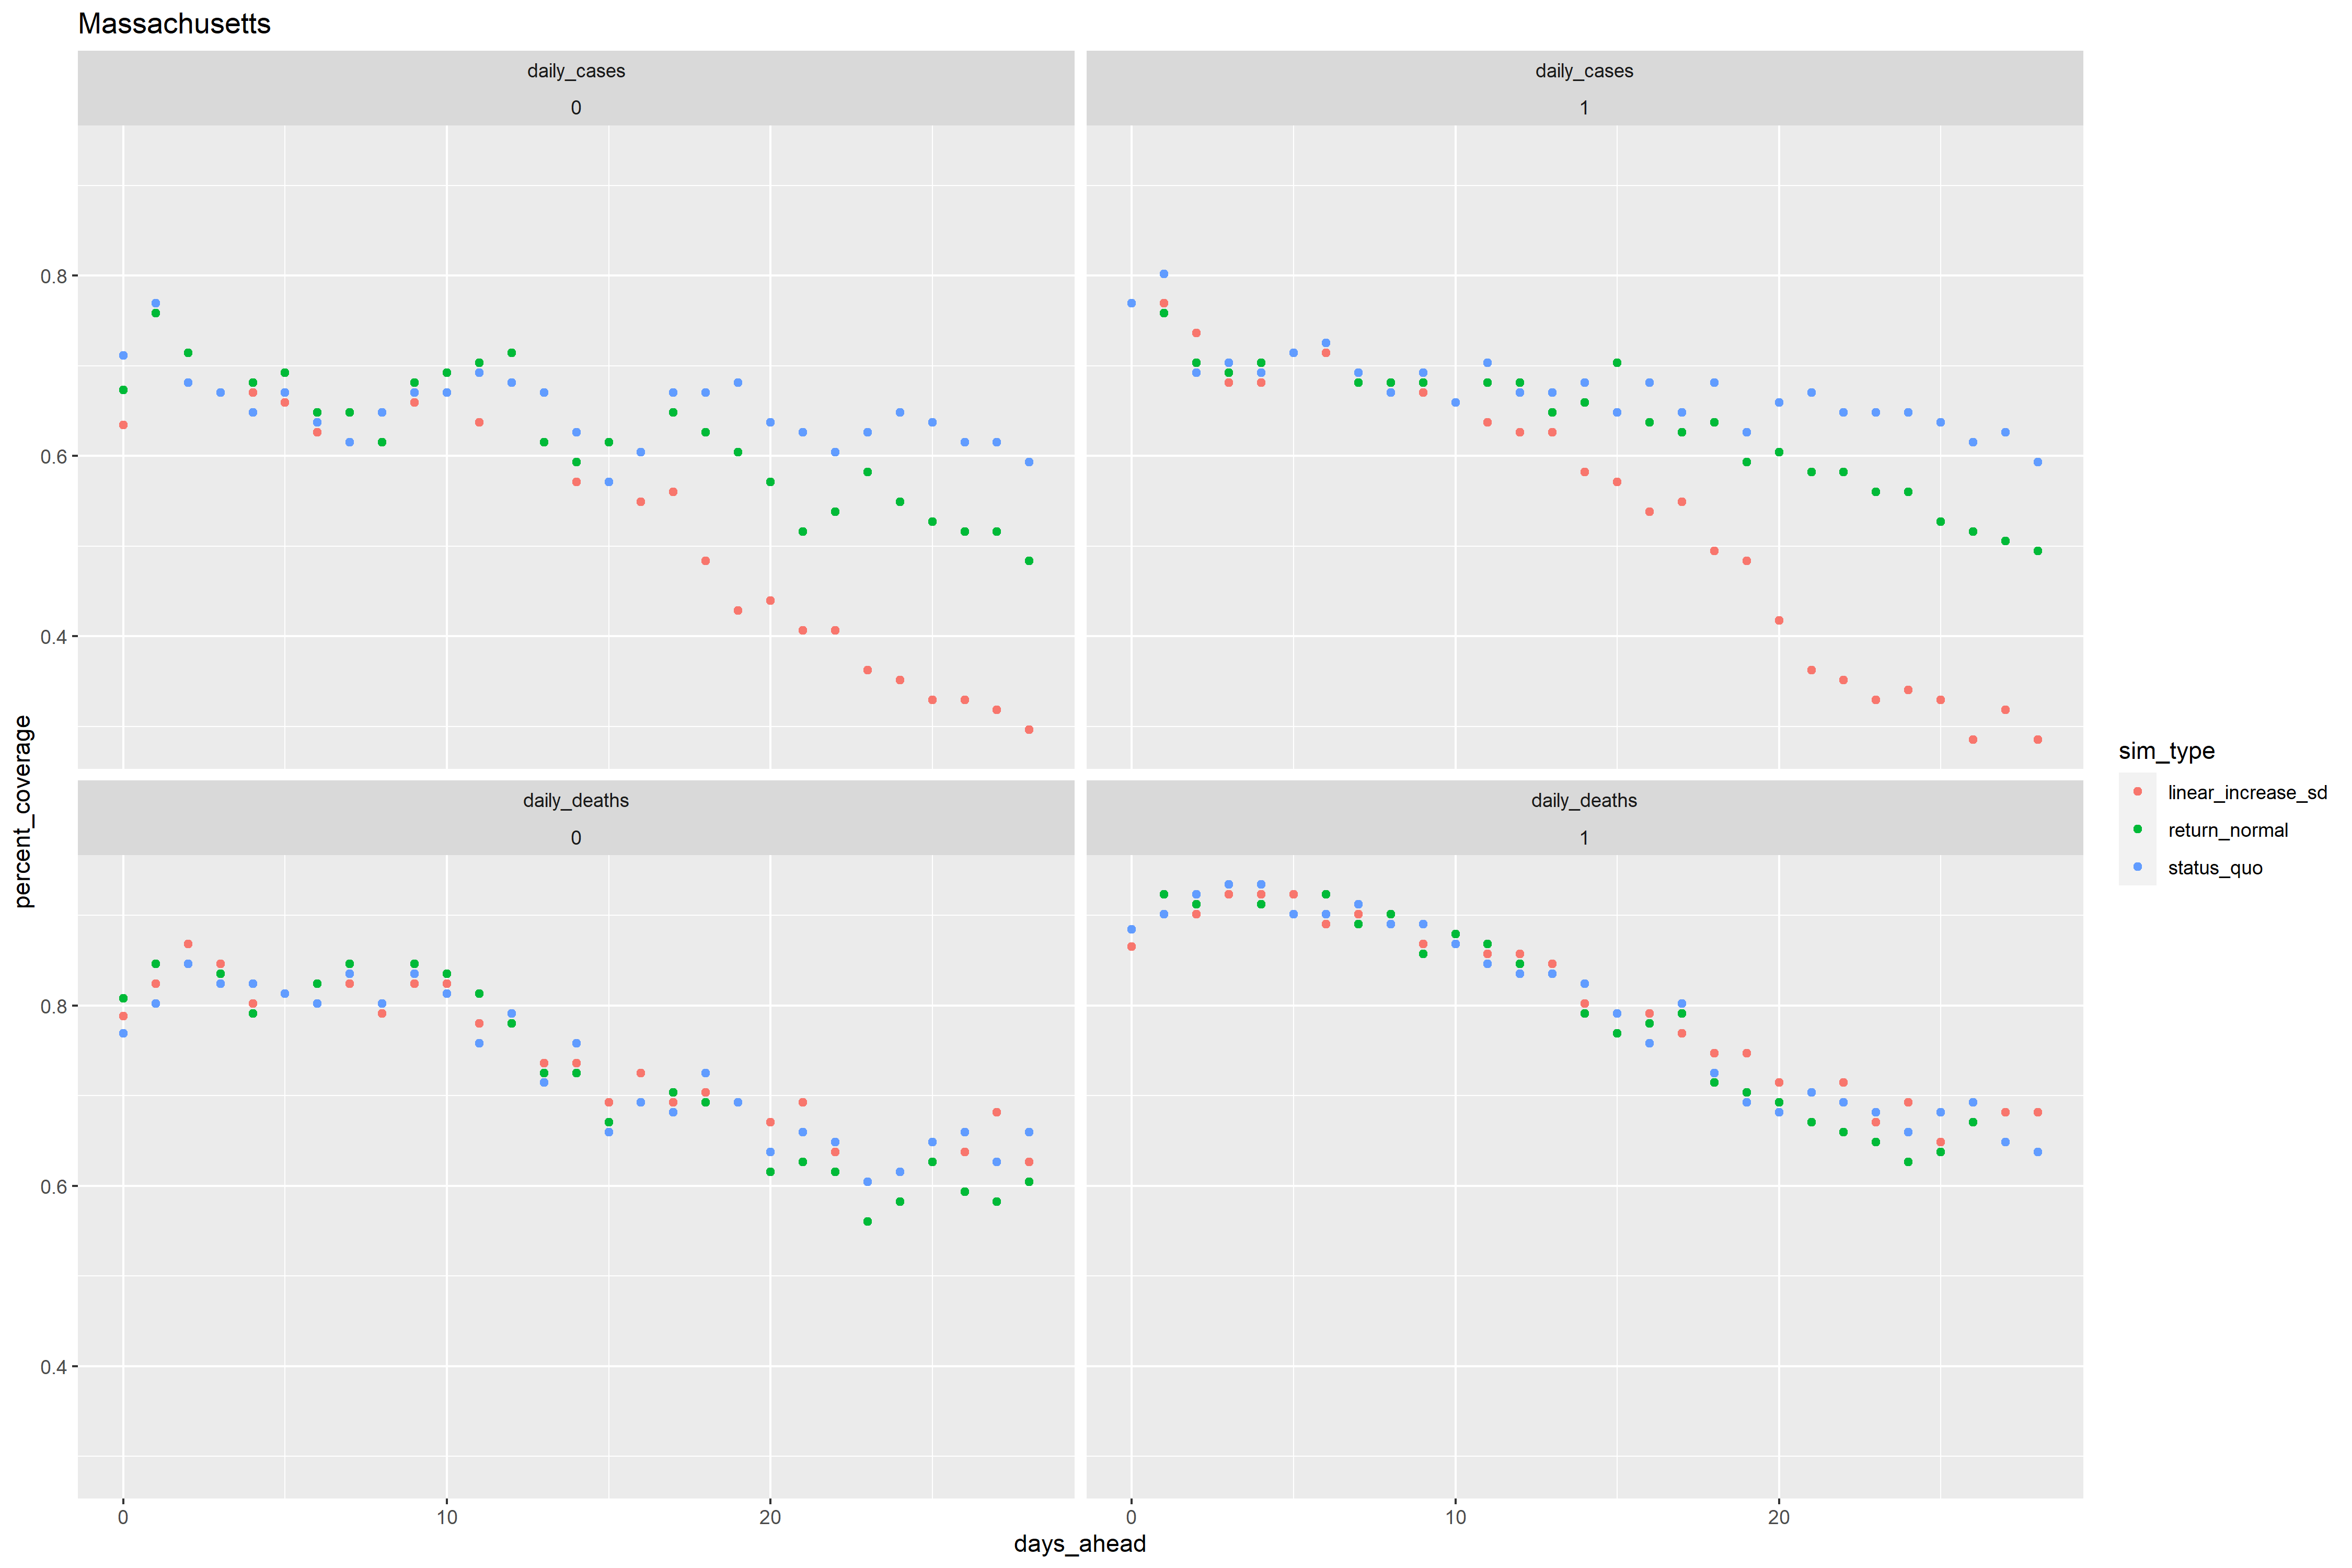 Massachusetts
daily_cases
0
daily_cases
1
0.8
0.6
0.4
daily_deaths
0
daily_deaths
1
0.8
0.6
0.4
0
10
20
0
10
20
days_ahead
percent_coverage
sim_type
linear_increase_sd
return_normal
status_quo